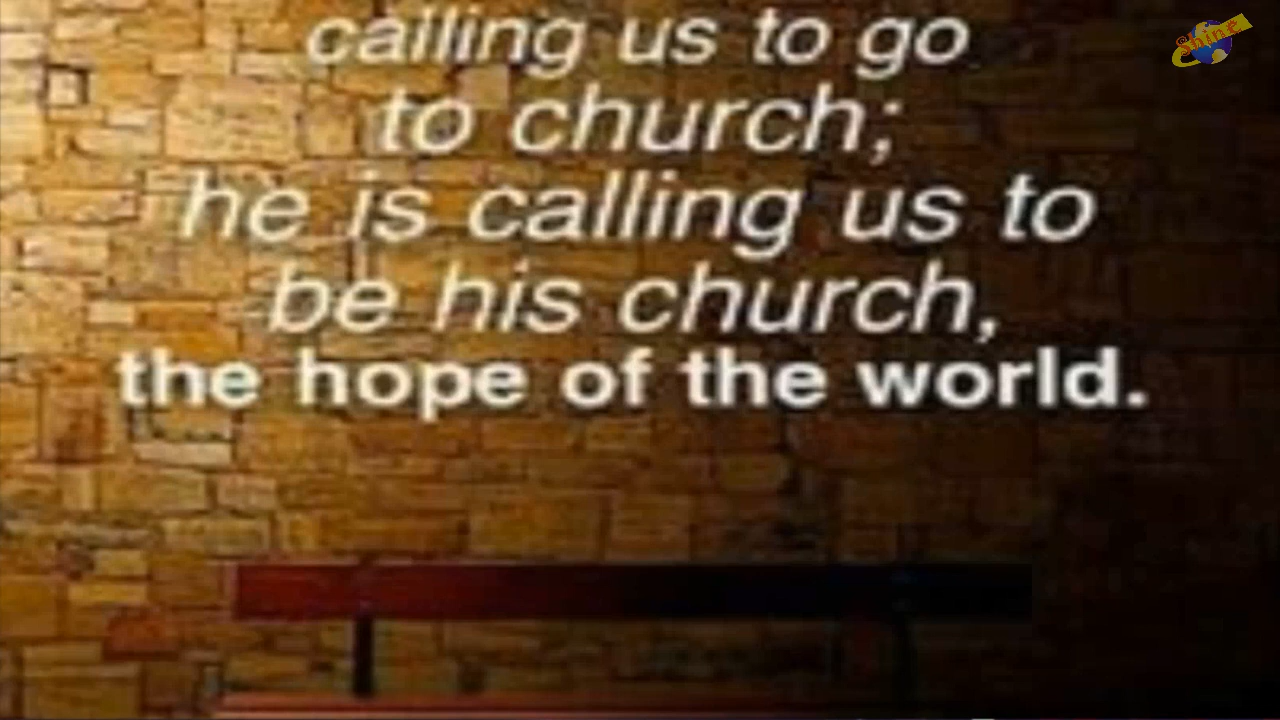 calling us to go
to church;
he is calling us to
be his church,
the hope of the world.
Shine